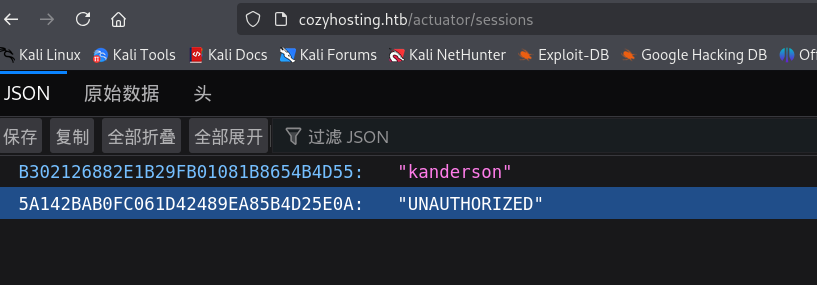 cozyhosting.htb/actuator/sessions
Kali Linux Kali Tools Kali Docs Kali Forums Kali NetHunter Exploit-DB Google Hacking DB
JSON 原始数据 头
保存 复制 全部折叠 全部展开 过滤 JSON
B302126882E1B29FB01081B8654B4D55: "kanderson"
5A142BAB0FC061D42489EA85B4D25E0A: "UNAUTHORIZED"